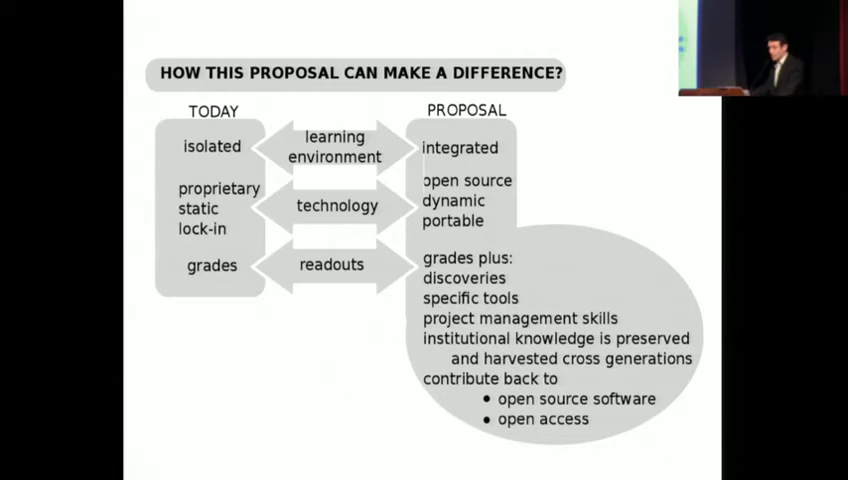 HOW THIS PROPOSAL CAN MAKE A DIFFERENCE?
TODAY
PROPOSAL
isolated
learning
environment
integrated
proprietary
static
lock-in
technology
open source
dynamic
portable
grades
readouts
grades plus:
discoveries
specific tools
project management skills
institutional knowledge is preserved
and harvested cross generations
contribute back to
• open source software
• open access